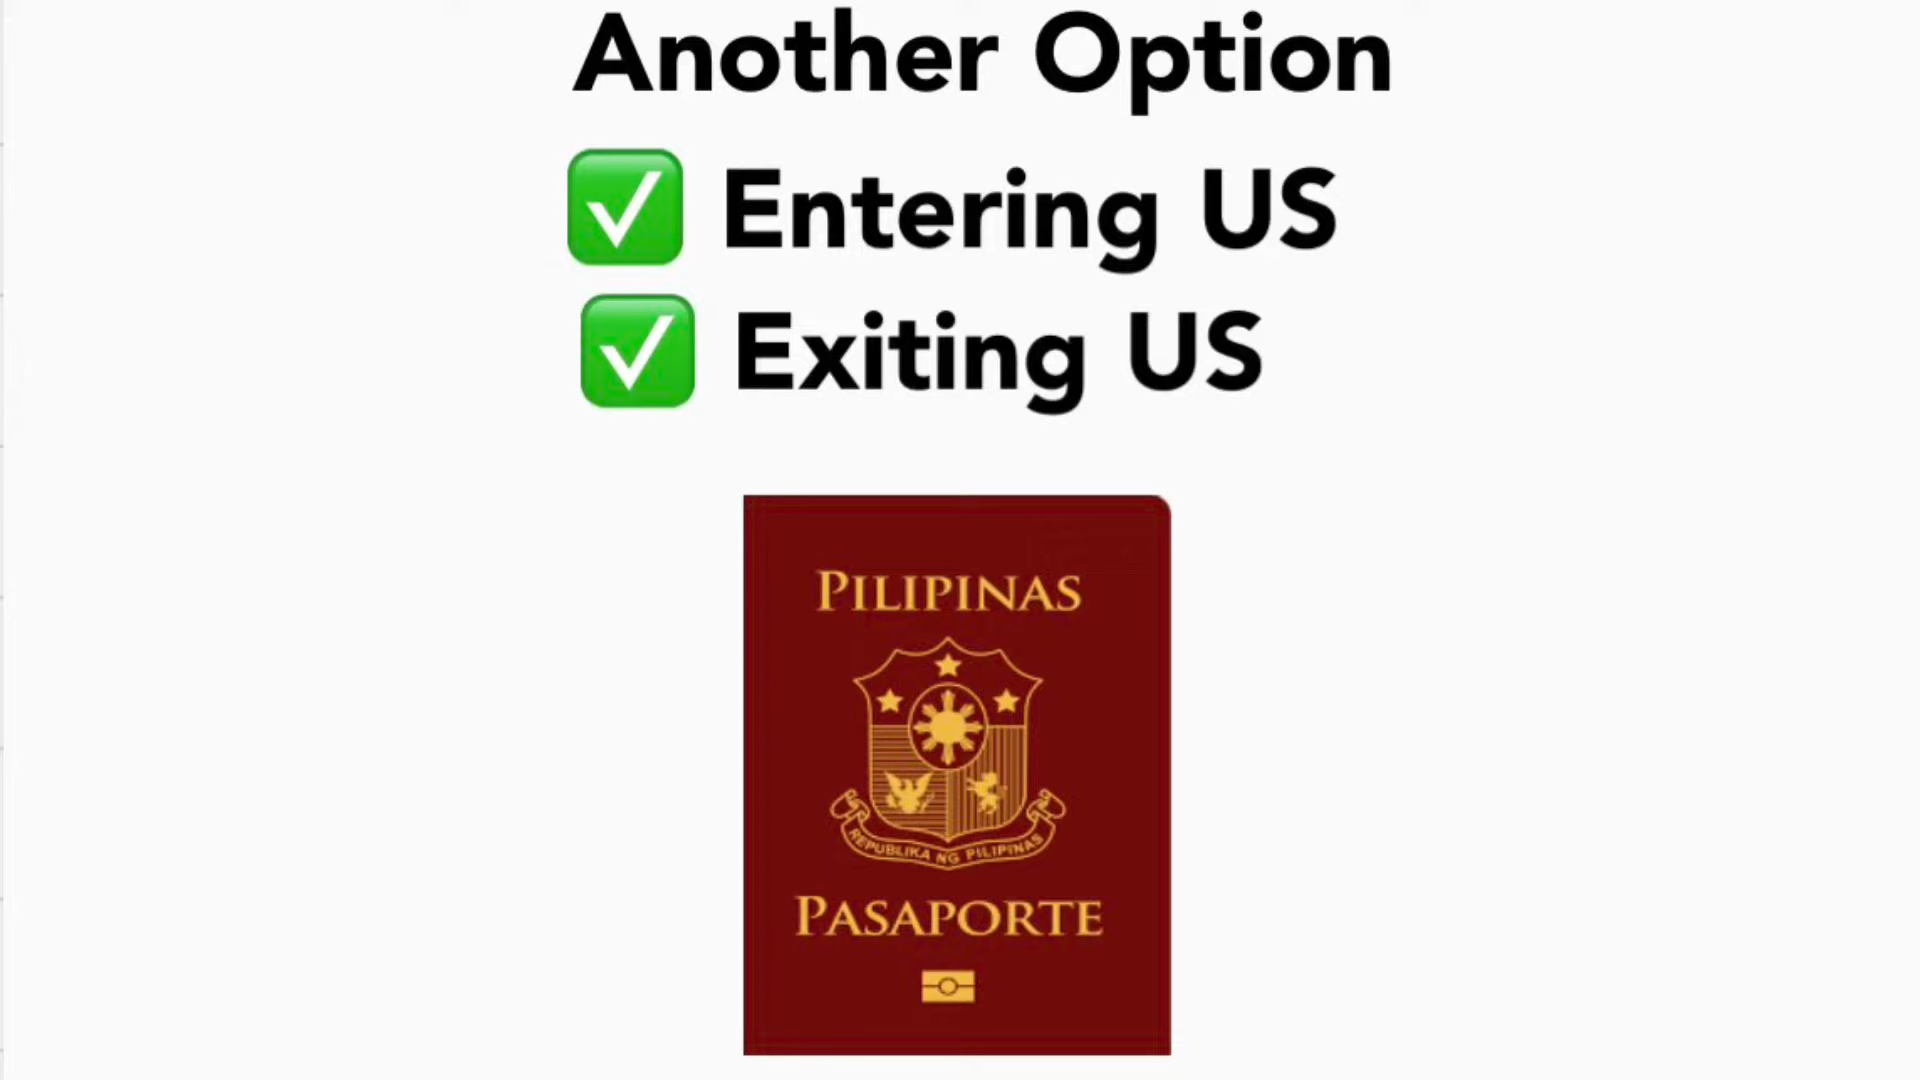 Another Option
✅ Entering US
✅ Exiting US
PILIPINAS
REPUBLIKA NG PILIPINAS
PASAPORTE